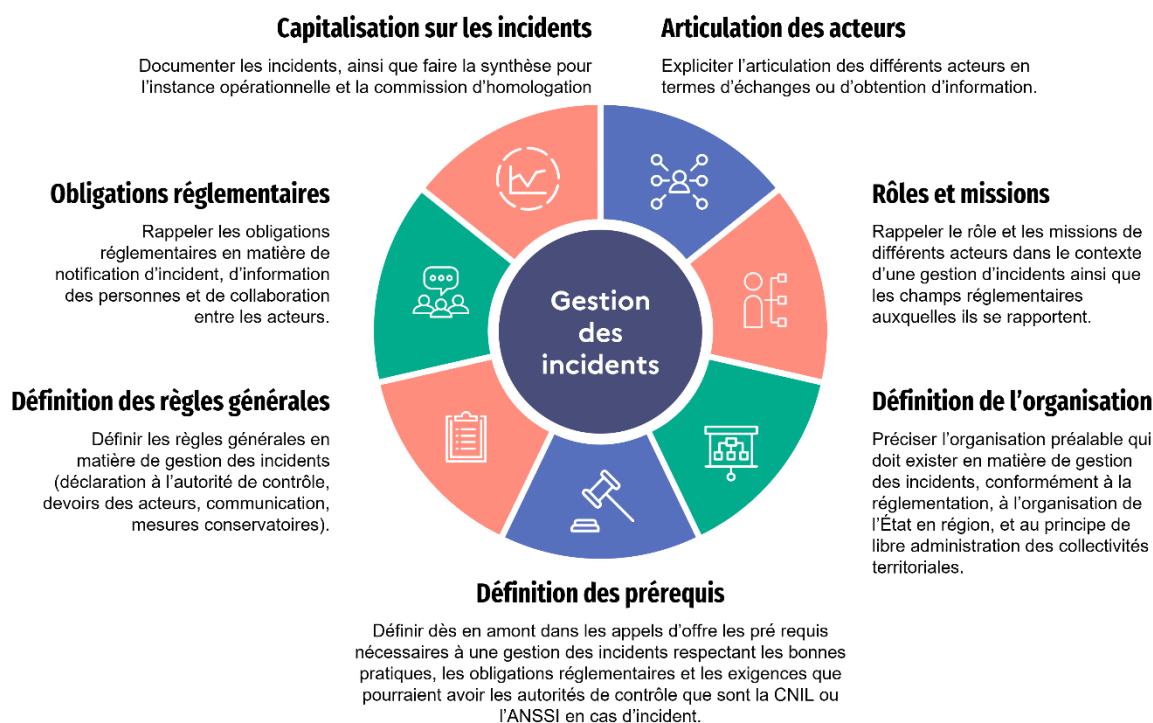 Capitalisation sur les incidents
Documenter les incidents, ainsi que faire la synthèse pour
l'instance opérationnelle et la commission d'homologation
Articulation des acteurs
Expliciter l'articulation des différents acteurs en
termes d'échanges ou d'obtention d'information.
Obligations réglementaires
Rappeler les obligations
réglementaires en matière de
notification d'incident, d'information
des personnes et de collaboration
entre les acteurs.
Rôles et missions
Rappeler le rôle et les missions de
différents acteurs dans le contexte
d'une gestion d'incidents ainsi que
les champs réglementaires
auxquelles ils se rapportent.
Gestion
des
incidents
Définition des règles générales
Définir les règles générales en
matière de gestion des incidents
(déclaration à l'autorité de contrôle,
devoirs des acteurs, communication,
mesures conservatoires).
Définition de l'organisation
Préciser l'organisation préalable qui
doit exister en matière de gestion
des incidents, conformément à la
réglementation, à l'organisation de
l'État en région, et au principe de
libre administration des collectivités
territoriales.
Définition des prérequis
Définir dès en amont dans les appels d'offre les pré requis
nécessaires à une gestion des incidents respectant les bonnes
pratiques, les obligations réglementaires et les exigences que
pourraient avoir les autorités de contrôle que sont la CNIL ou
l'ANSSI en cas d'incident.